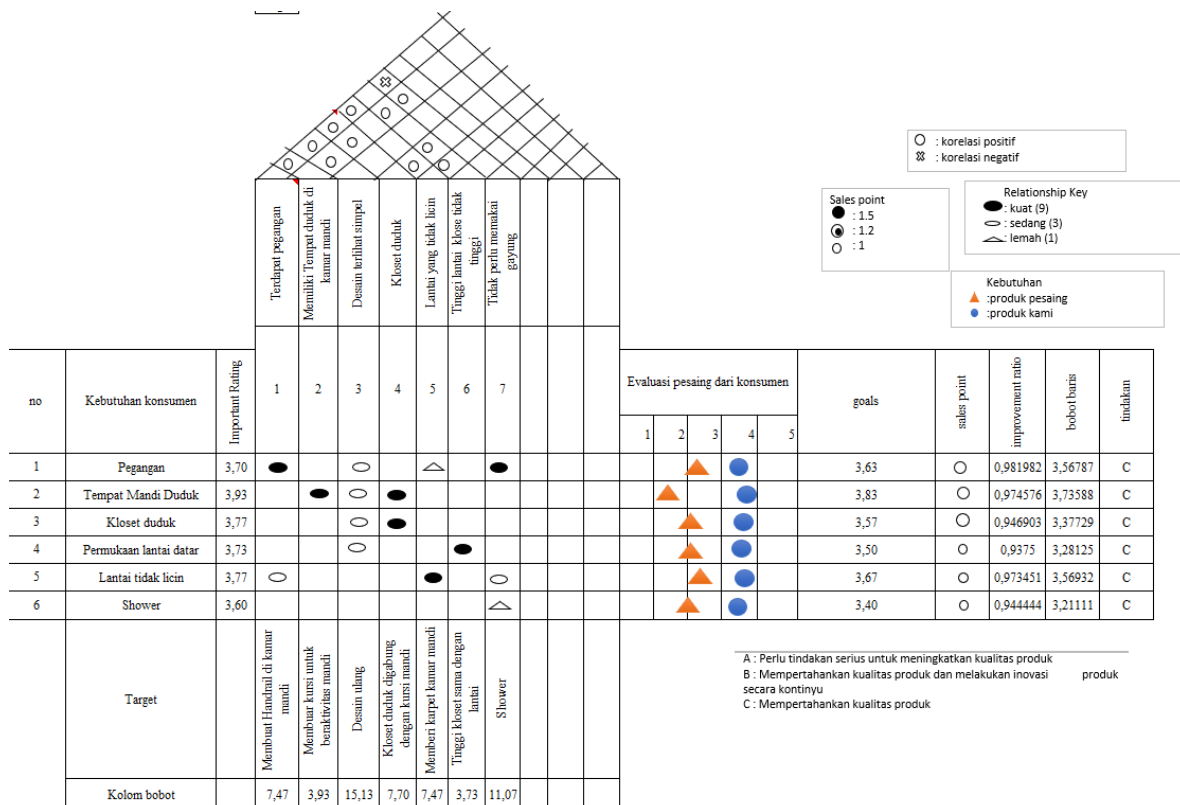 ○ : korelasi positif
: korelasi negatif
Sales point
● : 1.5
: 1.2
○ : 1
Relationship Key
: kuat (9)
: sedang (3)
: lemah (1)
Kebutuhan
:produk pesaing
:produk kami
Terdapat pegangan
Memiliki Tempat duduk di
kamar mandi
Desain terlihat simpel
Kloset duduk
Lantai yang tidak licin
Tinggi lantai klose tidak
tinggi
Tidak perlu memakai
gayung
no
Kebutuhan konsumen
Important Rating
1 2 3 4 5 6 7
Evaluasi pesaing dari konsumen
1 2 3 4 5
goals
sales point
improvement ratio
bobot baris
tindakan
1 Pegangan 3,70 3,63 0,981982 3,56787 C
2 Tempat Mandi Duduk 3,93 3,83 0,974576 3,73588 C
3 Kloset duduk 3,77 3,57 0,946903 3,37729 C
4 Permukaan lantai datar 3,73 3,50 0,9375 3,28125 C
5 Lantai tidak licin 3,77 3,67 0,973451 3,56932 C
6 Shower 3,60 3,40 0,944444 3,21111 C
Target
Membuat Handrail di kamar
mandi
Membuar kursi untuk
beraktivitas mandi
Desain ulang
Kloset duduk digabung
dengan kursi mandi
Memberi karpet kamar mandi
Tinggi kloset sama dengan
lantai
Shower
A : Perlu tindakan serius untuk meningkatkan kualitas produk
B : Mempertahankan kualitas produk dan melakukan inovasi produk
secara kontinyu
C : Mempertahankan kualitas produk
Kolom bobot 7,47 3,93 15,13 7,70 7,47 3,73 11,07